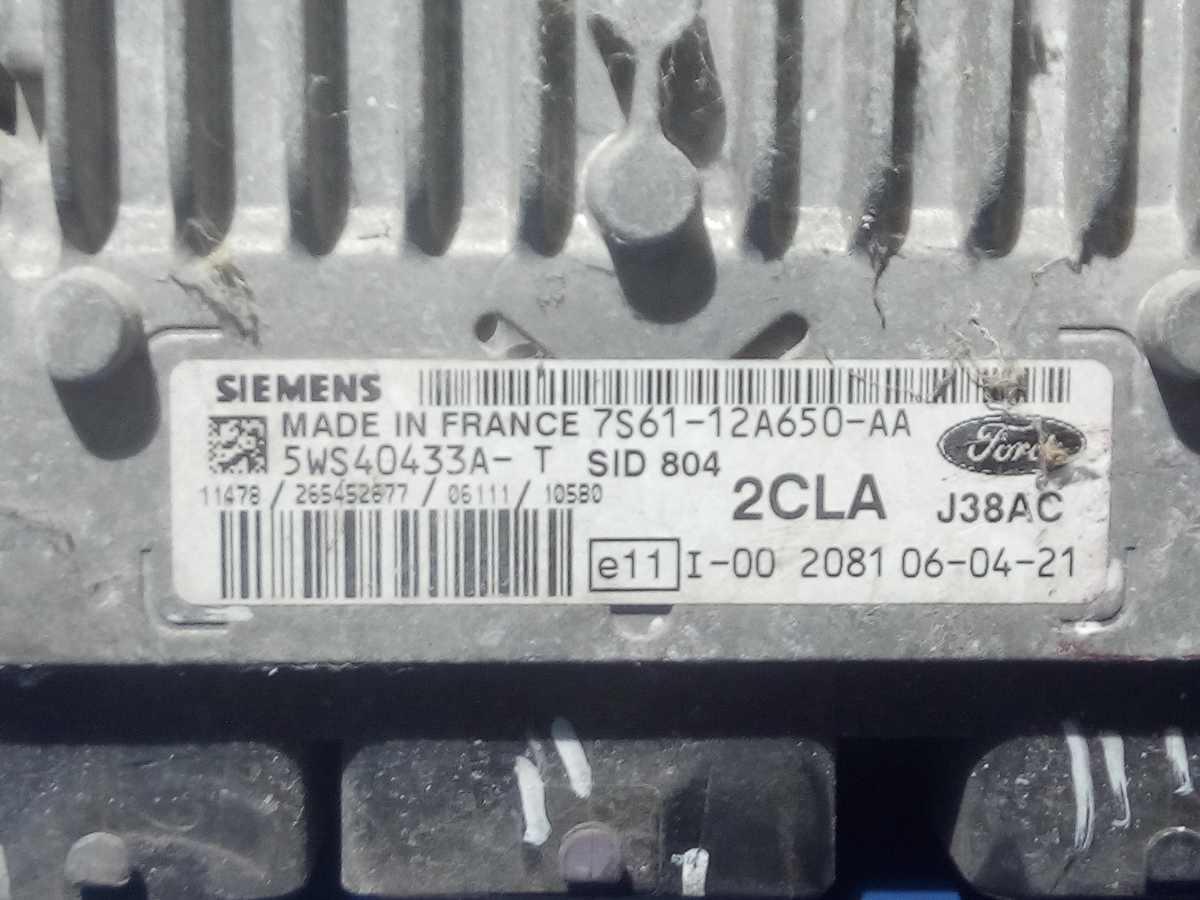 SIEMENS
MADE IN FRANCE 7S61-12A650-AA
Ford
5WS40433A- T SID 804
11478 / 265452877 / 06111 / 10580
2CLA J38AC
e11 I-00 2081 06-04-21